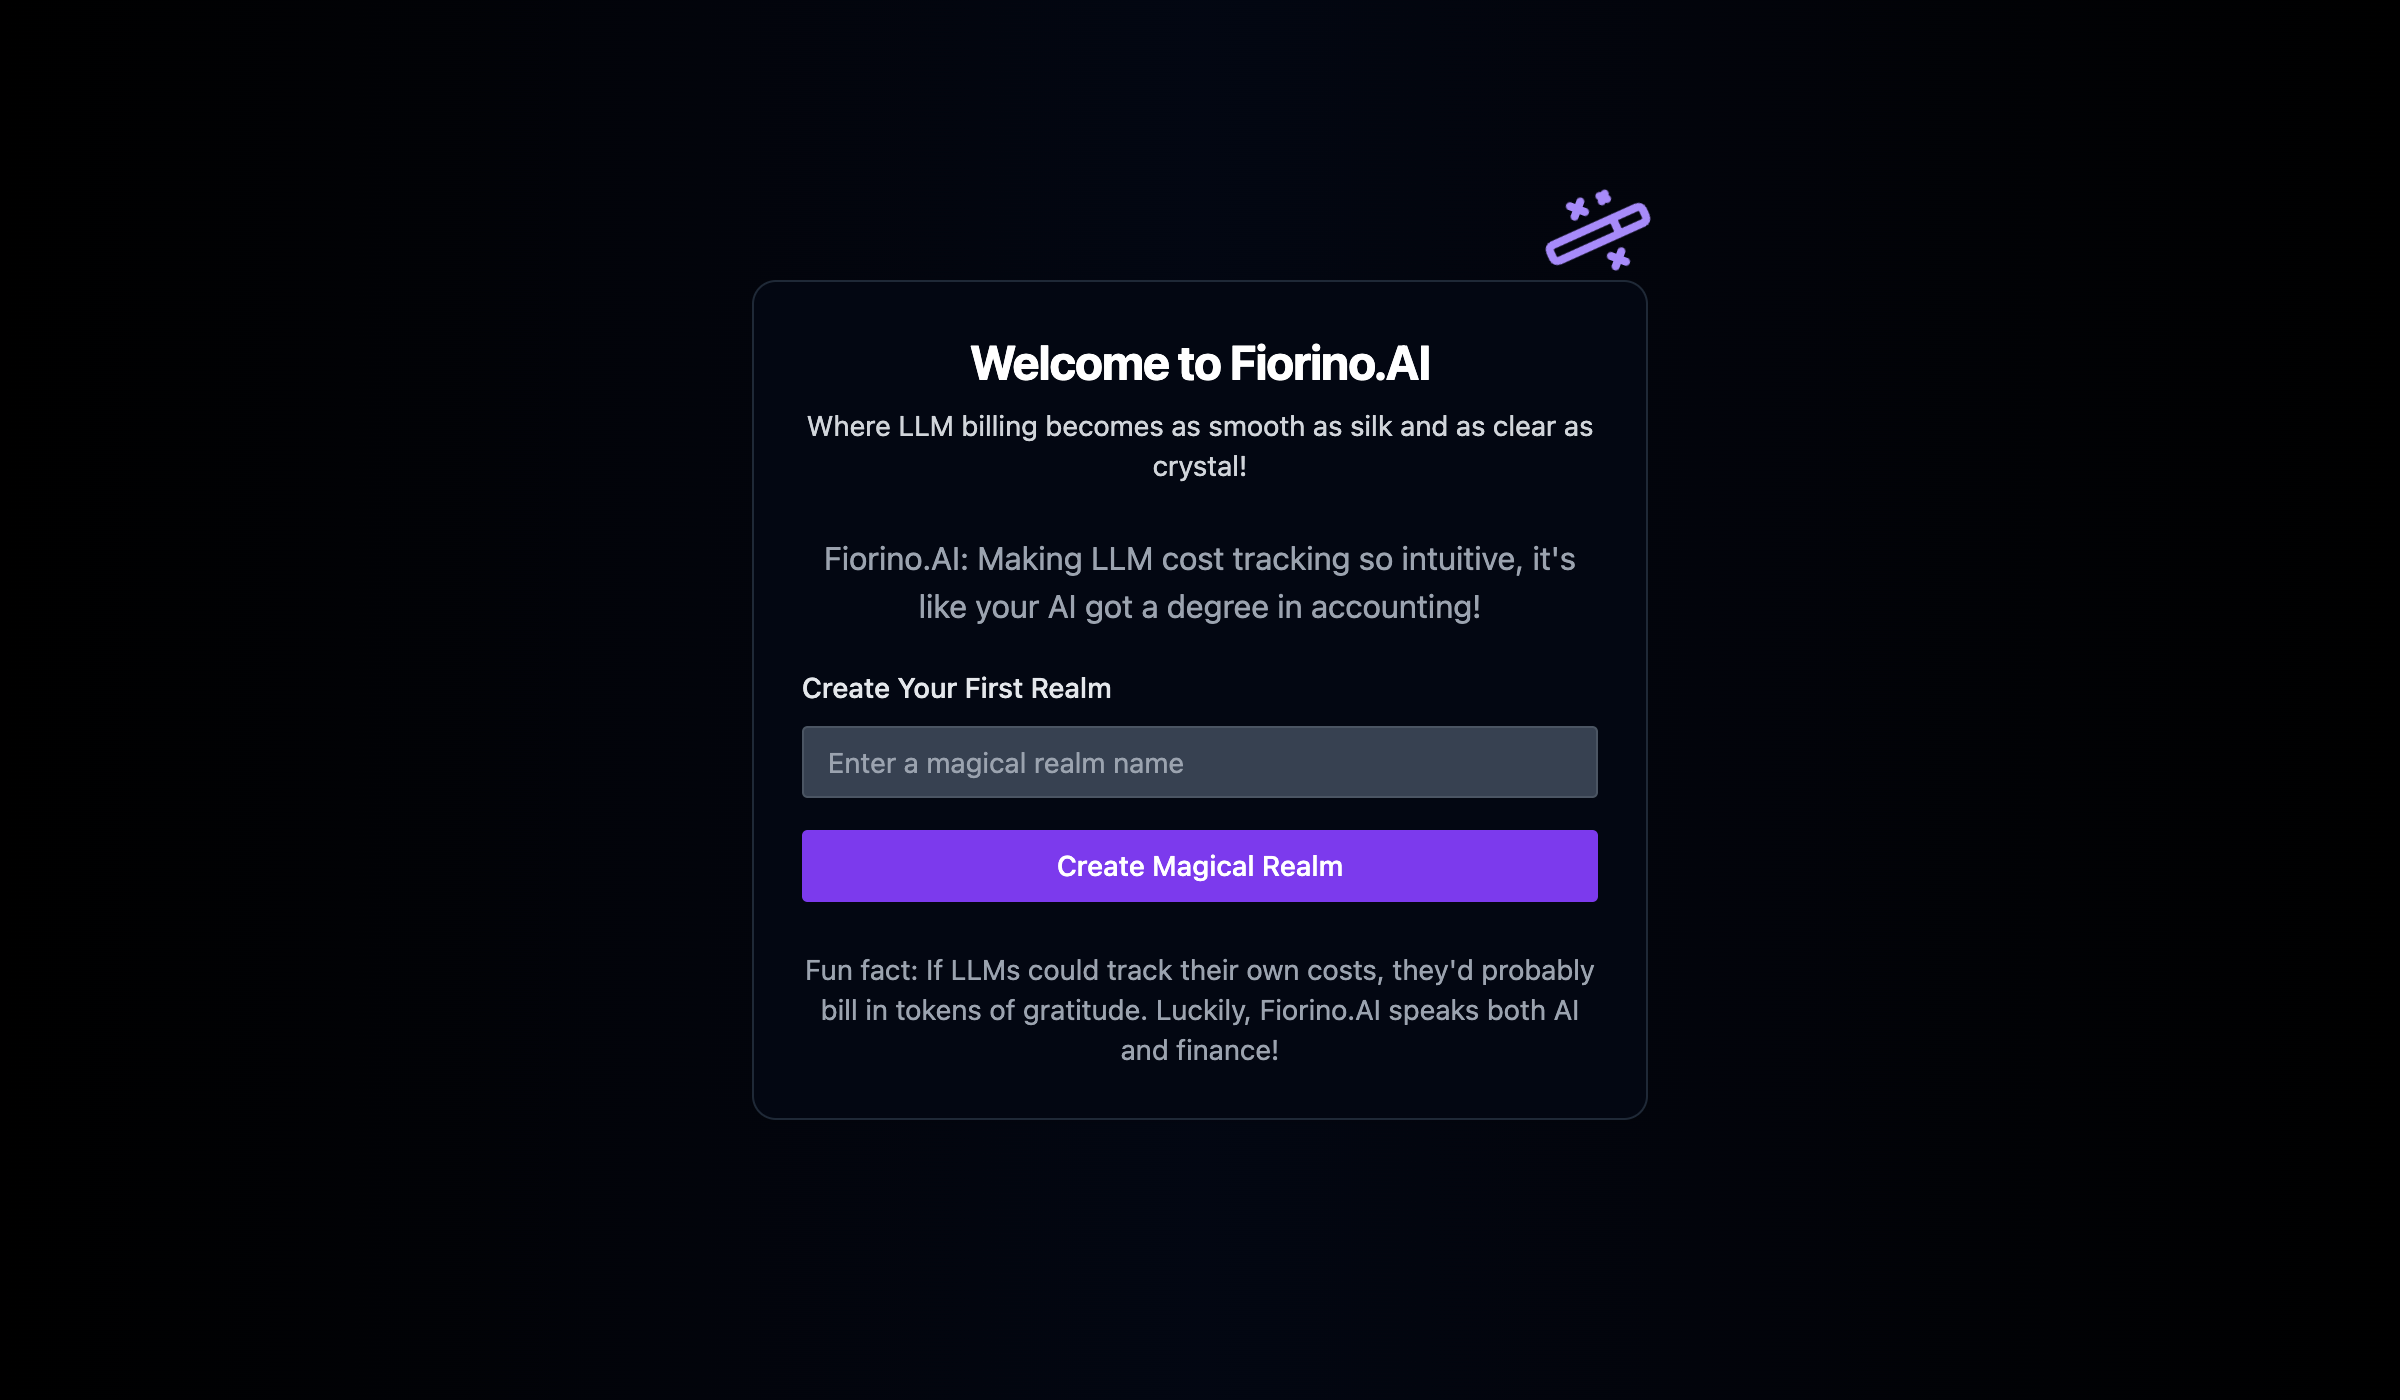 Welcome to Fiorino.AI
Where LLM billing becomes as smooth as silk and as clear as
crystal!
Fiorino.AI: Making LLM cost tracking so intuitive, it's
like your AI got a degree in accounting!
Create Your First Realm
Enter a magical realm name
Create Magical Realm
Fun fact: If LLMs could track their own costs, they'd probably
bill in tokens of gratitude. Luckily, Fiorino.AI speaks both AI
and finance!